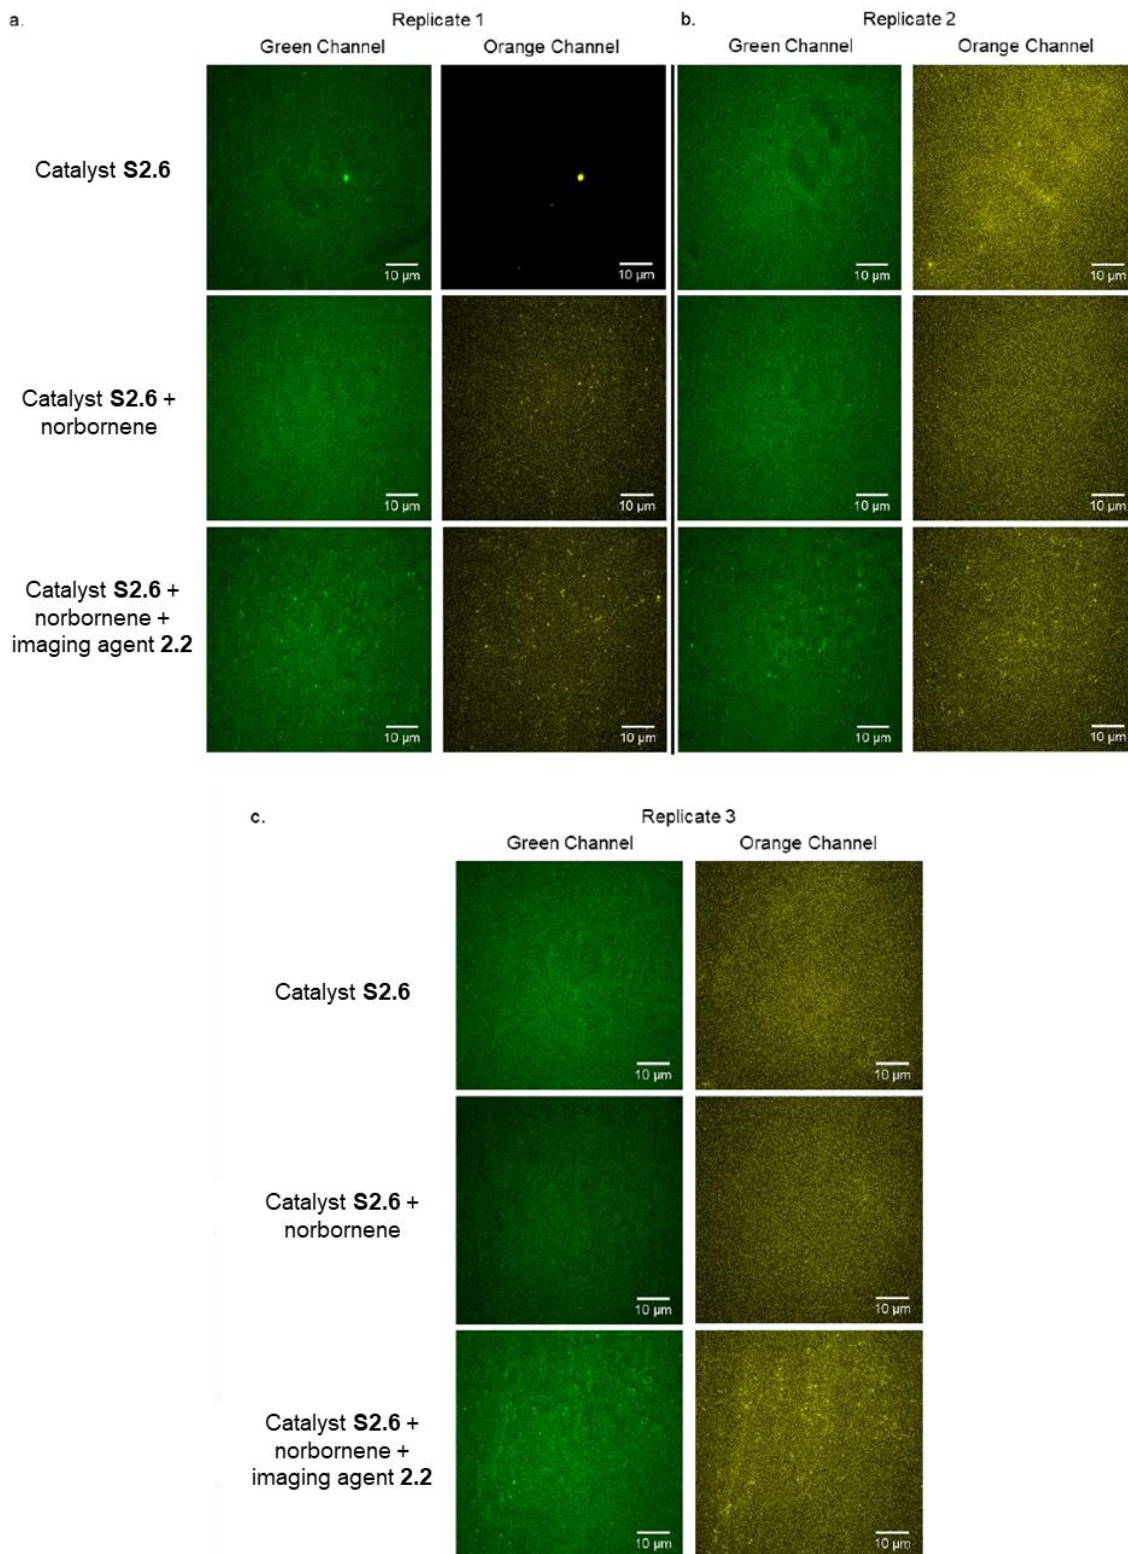 a.
Replicate 1
Green Channel
Orange Channel
b.
Replicate 2
Green Channel
Orange Channel
Catalyst S2.6
10 µm
10 µm
10 µm
10 µm
Catalyst S2.6 +
norbornene
10 µm
10 µm
10 µm
10 µm
Catalyst S2.6 +
norbornene +
imaging agent 2.2
10 µm
10 µm
10 µm
10 µm
c.
Replicate 3
Green Channel
Orange Channel
Catalyst S2.6
10 µm
10 µm
Catalyst S2.6 +
norbornene
10 µm
10 µm
Catalyst S2.6 +
norbornene +
imaging agent 2.2
10 µm
10 µm